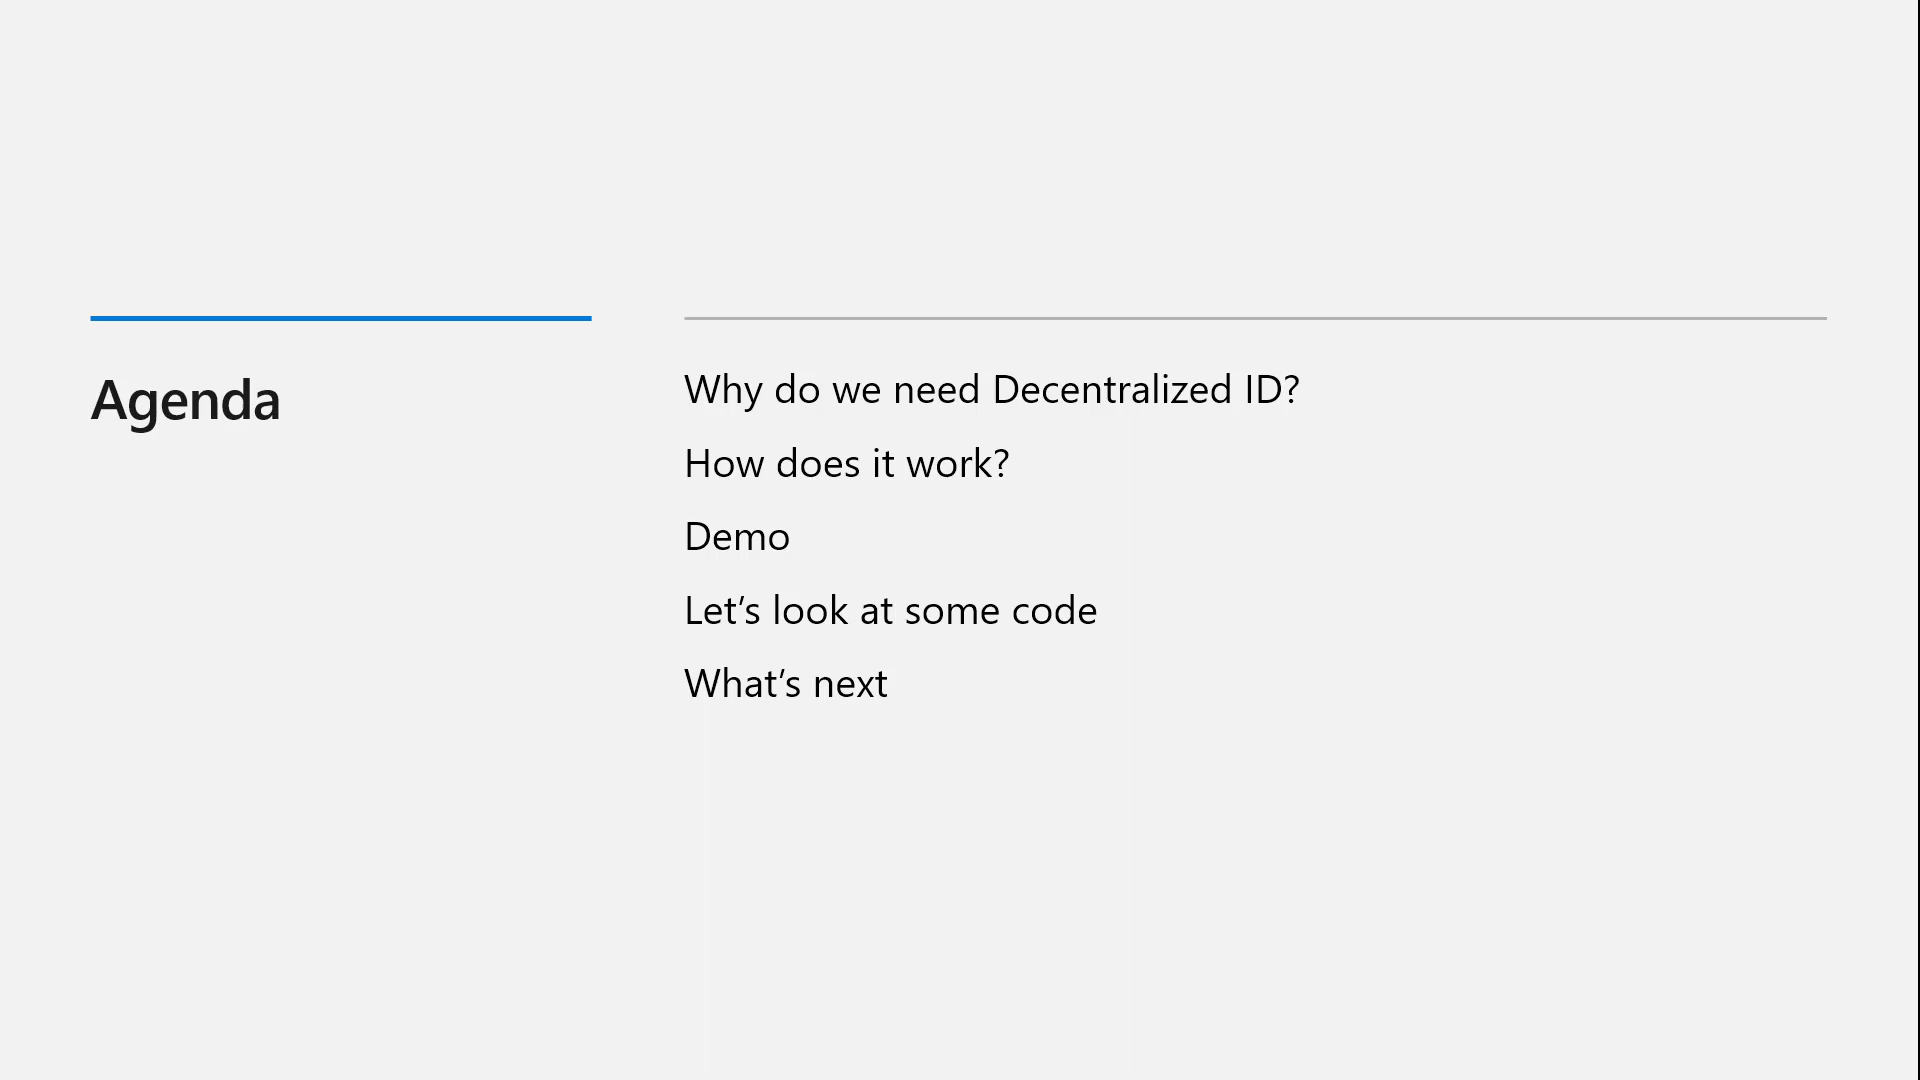 Agenda
Why do we need Decentralized ID?
How does it work?
Demo
Let’s look at some code
What’s next